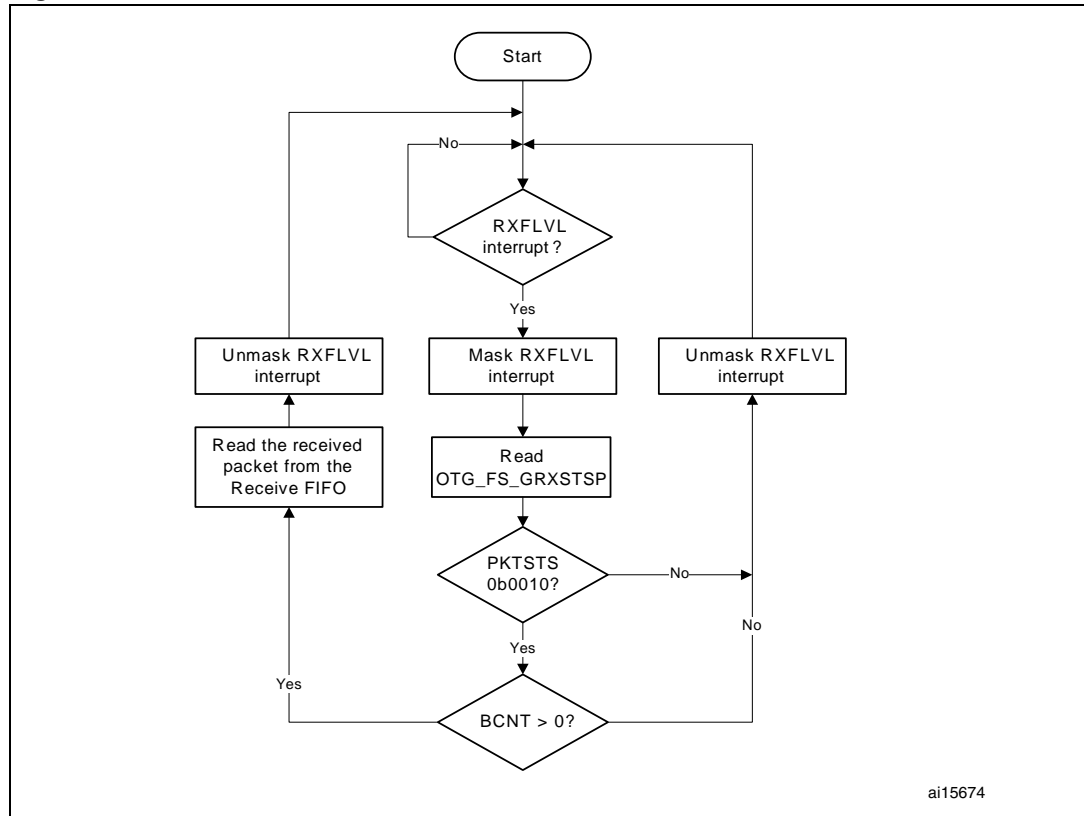 Start
No
RXFLVL
interrupt ?
Yes
Unmask RXFLVL
interrupt
Mask RXFLVL
interrupt
Unmask RXFLVL
interrupt
Read the received
packet from the
Receive FIFO
Read
OTG_FS_GRXSTSP
PKTSTS
0b0010?
No
No
Yes
Yes
BCNT > 0?
ai15674